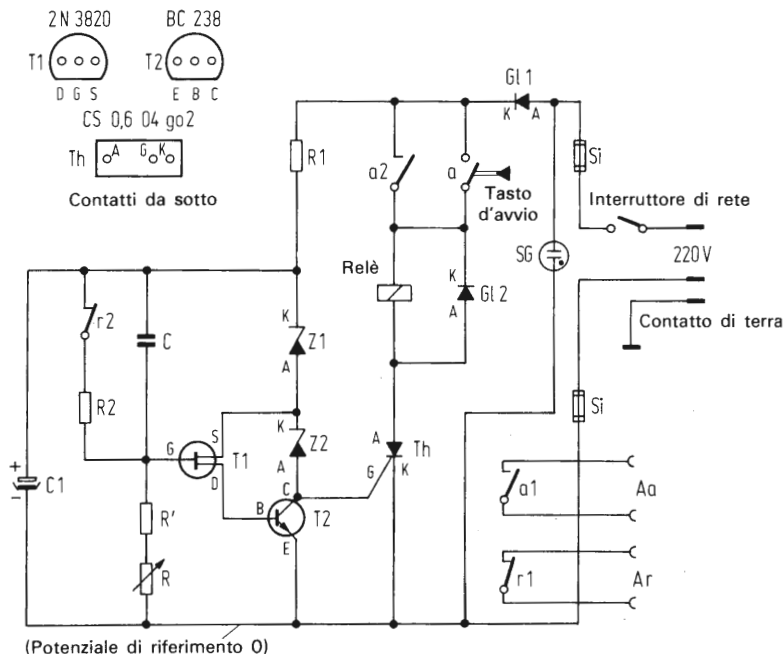 2N 3820
BC 238
T1
T2
D G S
E B C
CS 0,6 04 go2
Th
A
G
K
Contatti da sotto
Gl 1
K
A
R1
a2
a
Tasto
d'avvio
Si
Interruttore di rete
SG
220V
Relè
K
Gl 2
A
Contatto di terra
r2
C
K
Z1
A
R2
K
Z2
A
S
G
T1
D
C
A
Th
G
K
Si
+
C1
-
B
T2
E
R'
R
a1
Aa
r1
Ar
(Potenziale di riferimento 0)